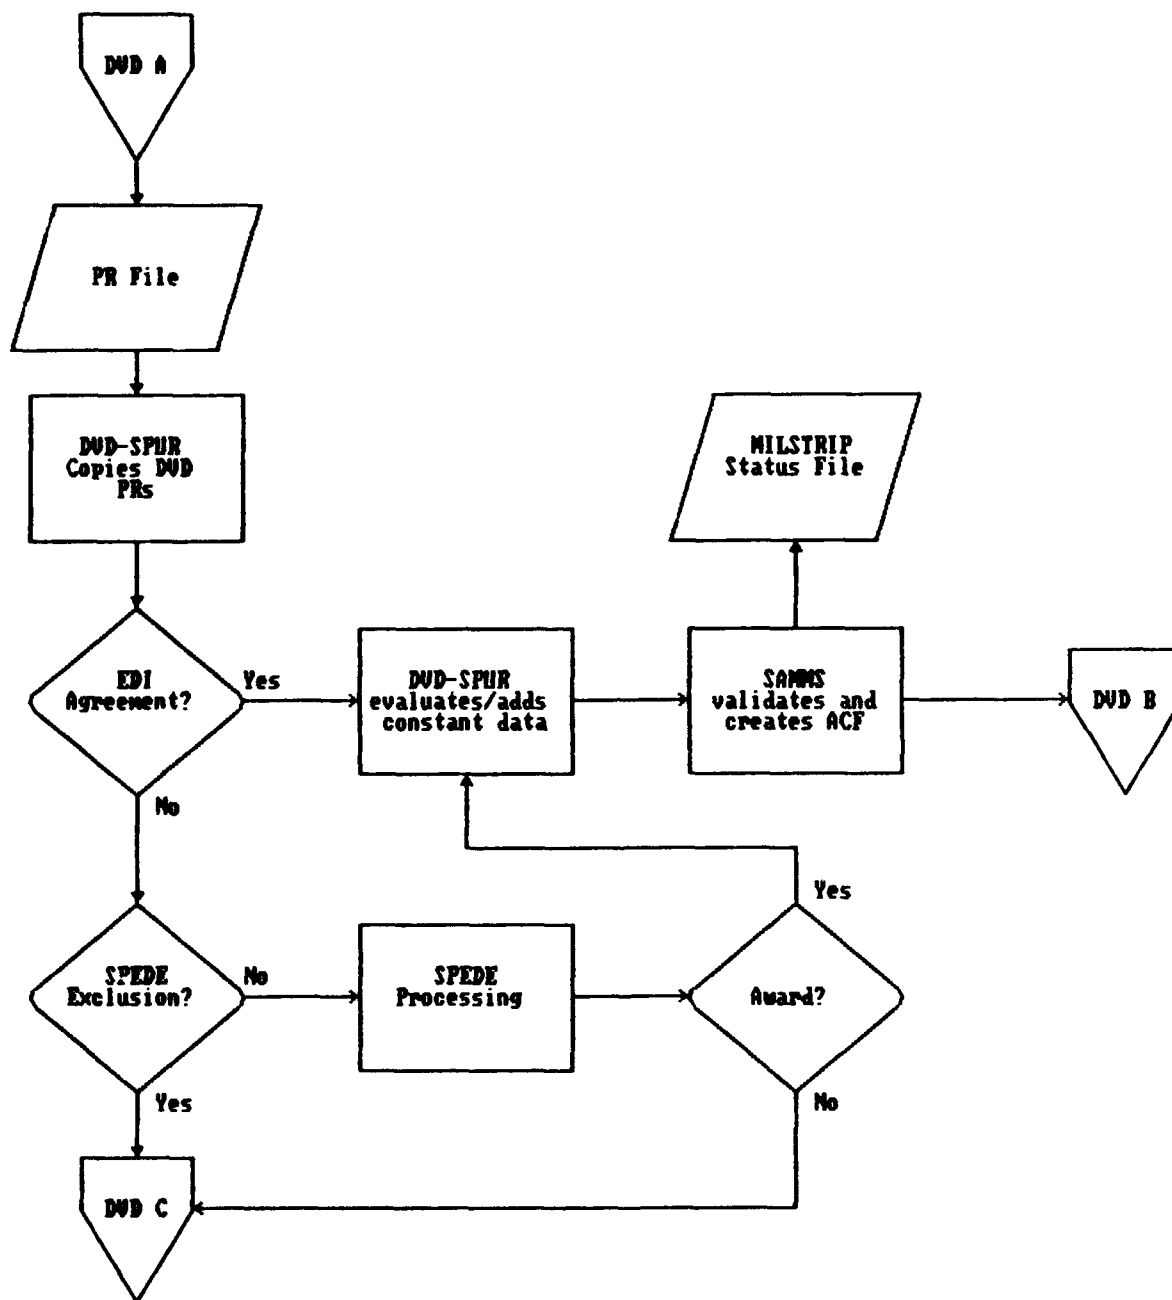 DVD A
PR File
DVD-SPUR
Copies DVD
PRs
MILSTRIP
Status File
EDI
Agreement?
Yes
DVD-SPUR
evaluates/adds
constant data
SAMMS
validates and
creates ACF
DVD B
No
Yes
SPEDE
Exclusion?
No
SPEDE
Processing
Award?
Yes
No
DVD C